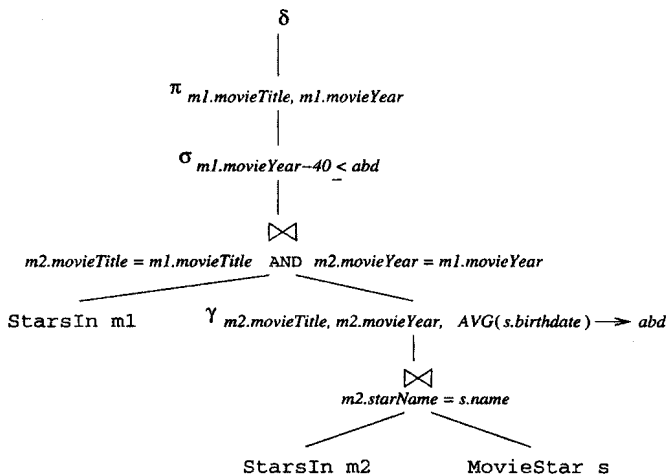 δ
π m1.movieTitle, m1.movieYear
σ m1.movieYear−40 ≤ abd
⋈
m2.movieTitle = m1.movieTitle AND m2.movieYear = m1.movieYear
StarsIn m1
γ m2.movieTitle, m2.movieYear, AVG(s.birthdate) → abd
⋈
m2.starName = s.name
StarsIn m2 MovieStar s